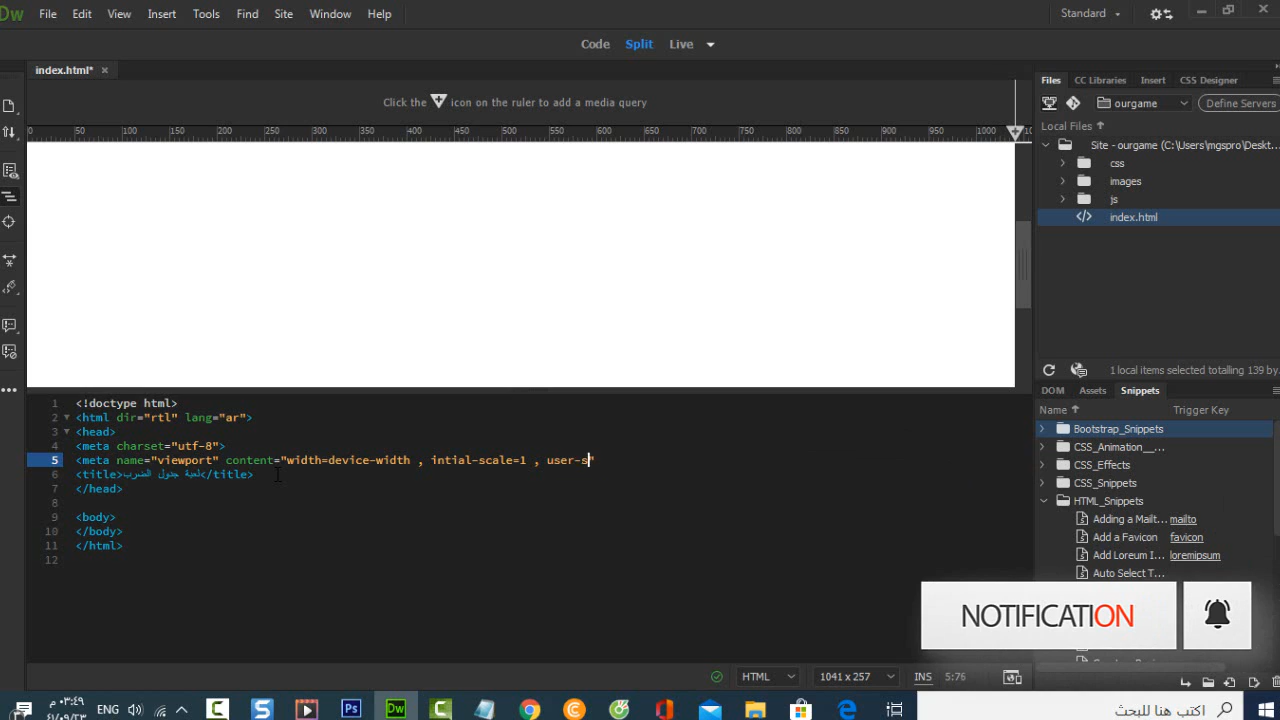 Dw File Edit View Insert Tools Find Site Window Help Standard
Code Split Live
index.html*
Click the icon on the ruler to add a media query
0 50 100 150 200 250 300 350 400 450 500 550 600 650 700 750 800 850 900 950 1000
1 <!doctype html>
2 <html dir="rtl" lang="ar">
3 <head>
4 <meta charset="utf-8">
5 <meta name="viewport" content="width=device-width , intial-scale=1 , user-s"
6 <title>لعبة جدول الضرب</title>
7 </head>
8
9 <body>
10 </body>
11 </html>
12
HTML 1041 x 257 INS 5:76
Files CC Libraries Insert CSS Designer
ourgame Define Servers
Local Files
Site - ourgame (C:\Users\mgspro\Deskt...
css
images
js
index.html
1 local items selected totalling 139 by
DOM Assets Snippets
Name Trigger Key
Bootstrap_Snippets
CSS_Animation__...
CSS_Effects
CSS_Snippets
HTML_Snippets
Adding a Mailt... mailto
Add a Favicon favicon
Add Loreum I... loremipsum
Auto Select T...
NOTIFICATION
ENG
اكتب هنا للبحث